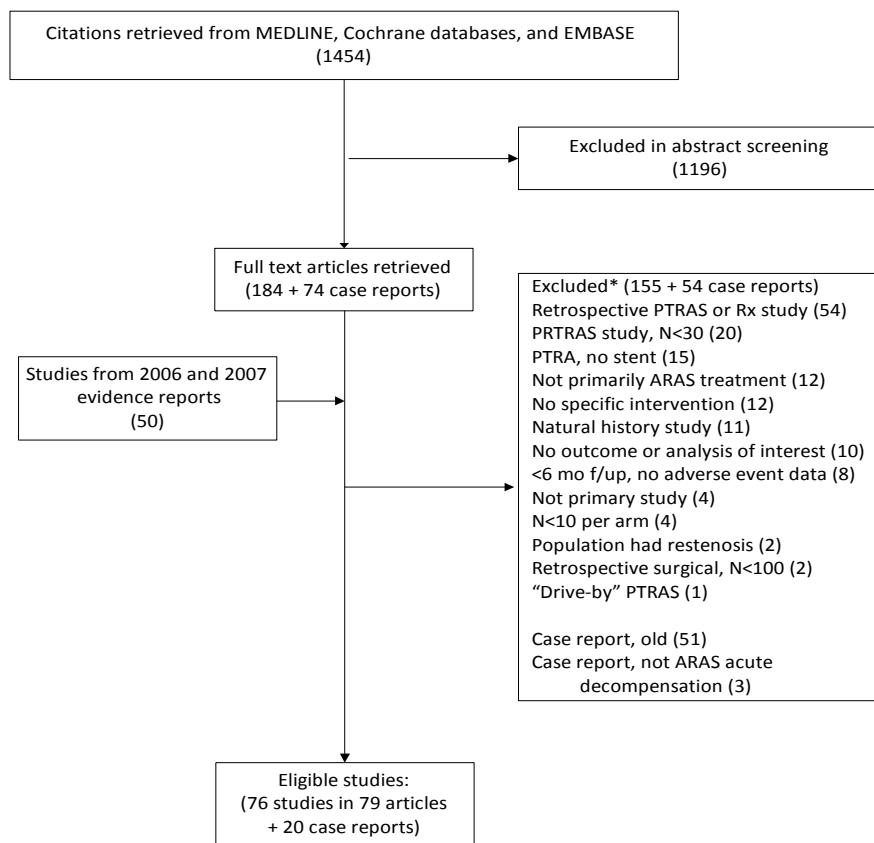 Citations retrieved from MEDLINE, Cochrane databases, and EMBASE
(1454)
Excluded in abstract screening
(1196)
Full text articles retrieved
(184 + 74 case reports)
Studies from 2006 and 2007
evidence reports
(50)
Excluded* (155 + 54 case reports)
Retrospective PTRAS or Rx study (54)
PRTRAS study, N<30 (20)
PTRA, no stent (15)
Not primarily ARAS treatment (12)
No specific intervention (12)
Natural history study (11)
No outcome or analysis of interest (10)
<6 mo f/up, no adverse event data (8)
Not primary study (4)
N<10 per arm (4)
Population had restenosis (2)
Retrospective surgical, N<100 (2)
“Drive-by” PTRAS (1)
Case report, old (51)
Case report, not ARAS acute
decompensation (3)
Eligible studies:
(76 studies in 79 articles
+ 20 case reports)